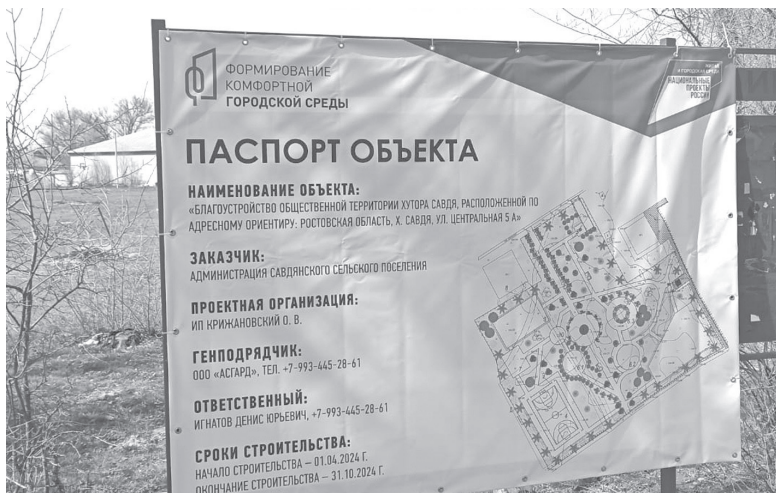 ФОРМИРОВАНИЕ
КОМФОРТНОЙ
ГОРОДСКОЙ СРЕДЫ
НАЦИОНАЛЬНЫЕ
ПРОЕКТЫ
РОССИИ
ПАСПОРТ ОБЪЕКТА
НАИМЕНОВАНИЕ ОБЪЕКТА:
«БЛАГОУСТРОЙСТВО ОБЩЕСТВЕННОЙ ТЕРРИТОРИИ ХУТОРА САВДЯ, РАСПОЛОЖЕННОЙ ПО
АДРЕСНОМУ ОРИЕНТИРУ: РОСТОВСКАЯ ОБЛАСТЬ, Х. САВДЯ, УЛ. ЦЕНТРАЛЬНАЯ 5 А»
ЗАКАЗЧИК:
АДМИНИСТРАЦИЯ САВДЯНСКОГО СЕЛЬСКОГО ПОСЕЛЕНИЯ
ПРОЕКТНАЯ ОРГАНИЗАЦИЯ:
ИП КРИЖАНОВСКИЙ О. В.
ГЕНПОДРЯДЧИК:
ООО «АСГАРД», ТЕЛ. +7-993-445-28-61
ОТВЕТСТВЕННЫЙ:
ИГНАТОВ ДЕНИС ЮРЬЕВИЧ, +7-993-445-28-61
СРОКИ СТРОИТЕЛЬСТВА:
НАЧАЛО СТРОИТЕЛЬСТВА – 01.04.2024 Г.
ОКОНЧАНИЕ СТРОИТЕЛЬСТВА – 31.10.2024 Г.